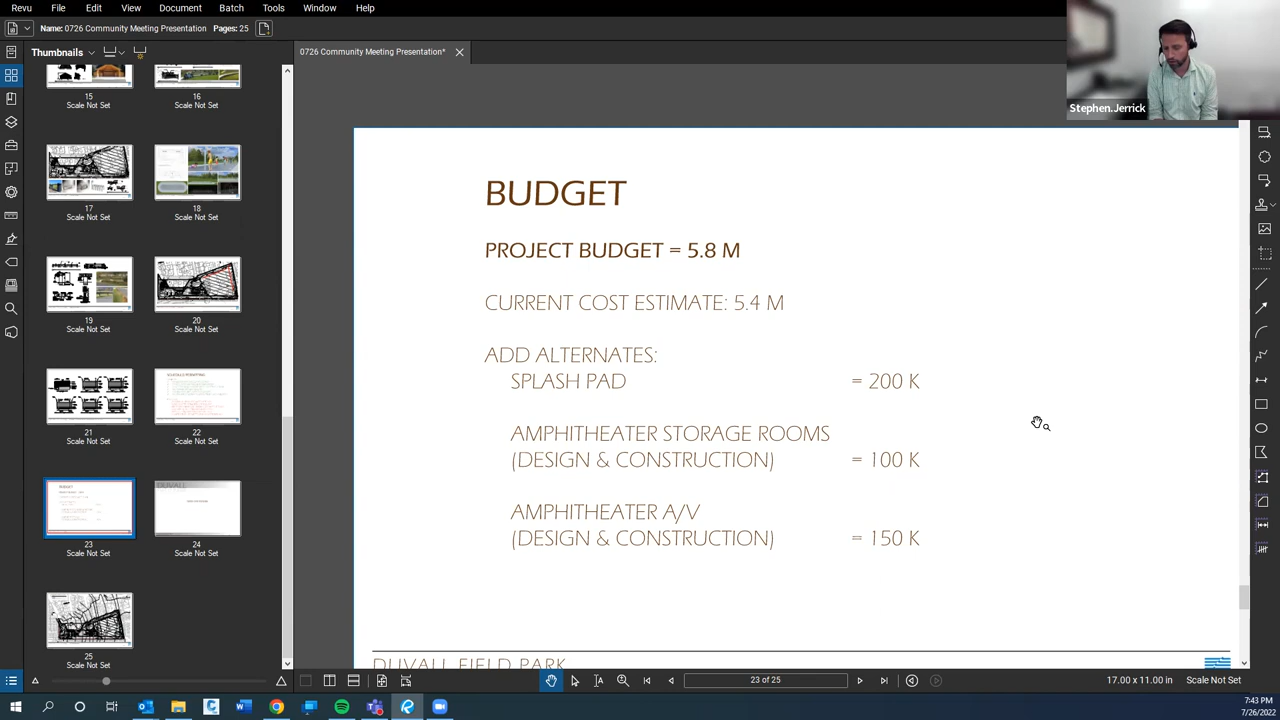 Revu File Edit View Document Batch Tools Window Help
Name: 0726 Community Meeting Presentation Pages: 25
Thumbnails
0726 Community Meeting Presentation*
Stephen.Jerrick
15
Scale Not Set
16
Scale Not Set
17
Scale Not Set
18
Scale Not Set
19
Scale Not Set
20
Scale Not Set
21
Scale Not Set
22
Scale Not Set
23
Scale Not Set
24
Scale Not Set
25
Scale Not Set
BUDGET
PROJECT BUDGET = 5.8 M
CURRENT COST ESTIMATE: 5.4 M
ADD ALTERNATES:
SPLASH PAD = 200 K
AMPHITHEATER STORAGE ROOMS
(DESIGN & CONSTRUCTION) = 100 K
AMPHITHEATER A/V
(DESIGN & CONSTRUCTION) = 150 K
DUVALL FIELD PARK
23 of 25
17.00 x 11.00 in
Scale Not Set
7:43 PM
7/26/2022